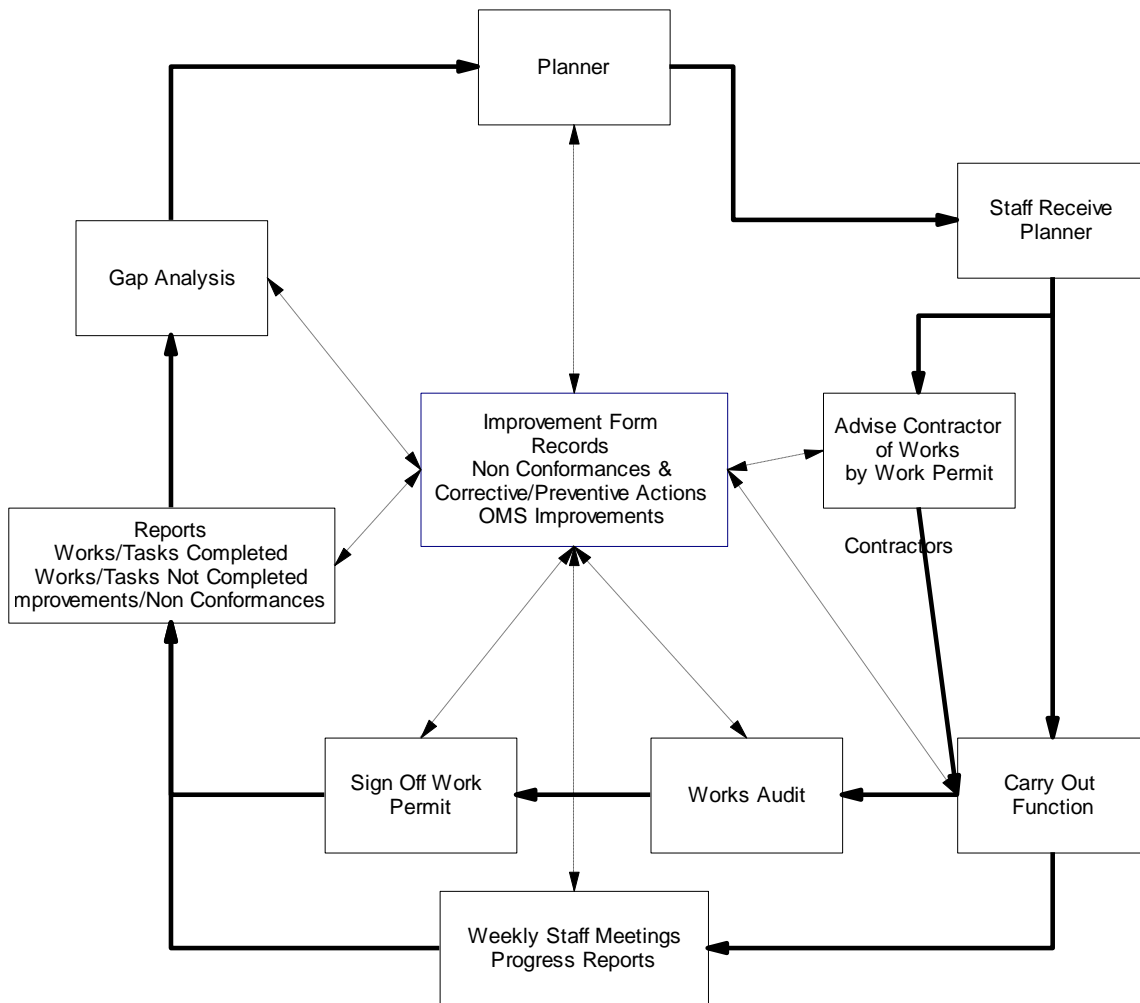 Planner
Staff Receive
Planner
Gap Analysis
Improvement Form
Records
Non Conformances &
Corrective/Preventive Actions
OMS Improvements
Advise Contractor
of Works
by Work Permit
Contractors
Reports
Works/Tasks Completed
Works/Tasks Not Completed
mprovements/Non Conformances
Sign Off Work
Permit
Works Audit
Carry Out
Function
Weekly Staff Meetings
Progress Reports